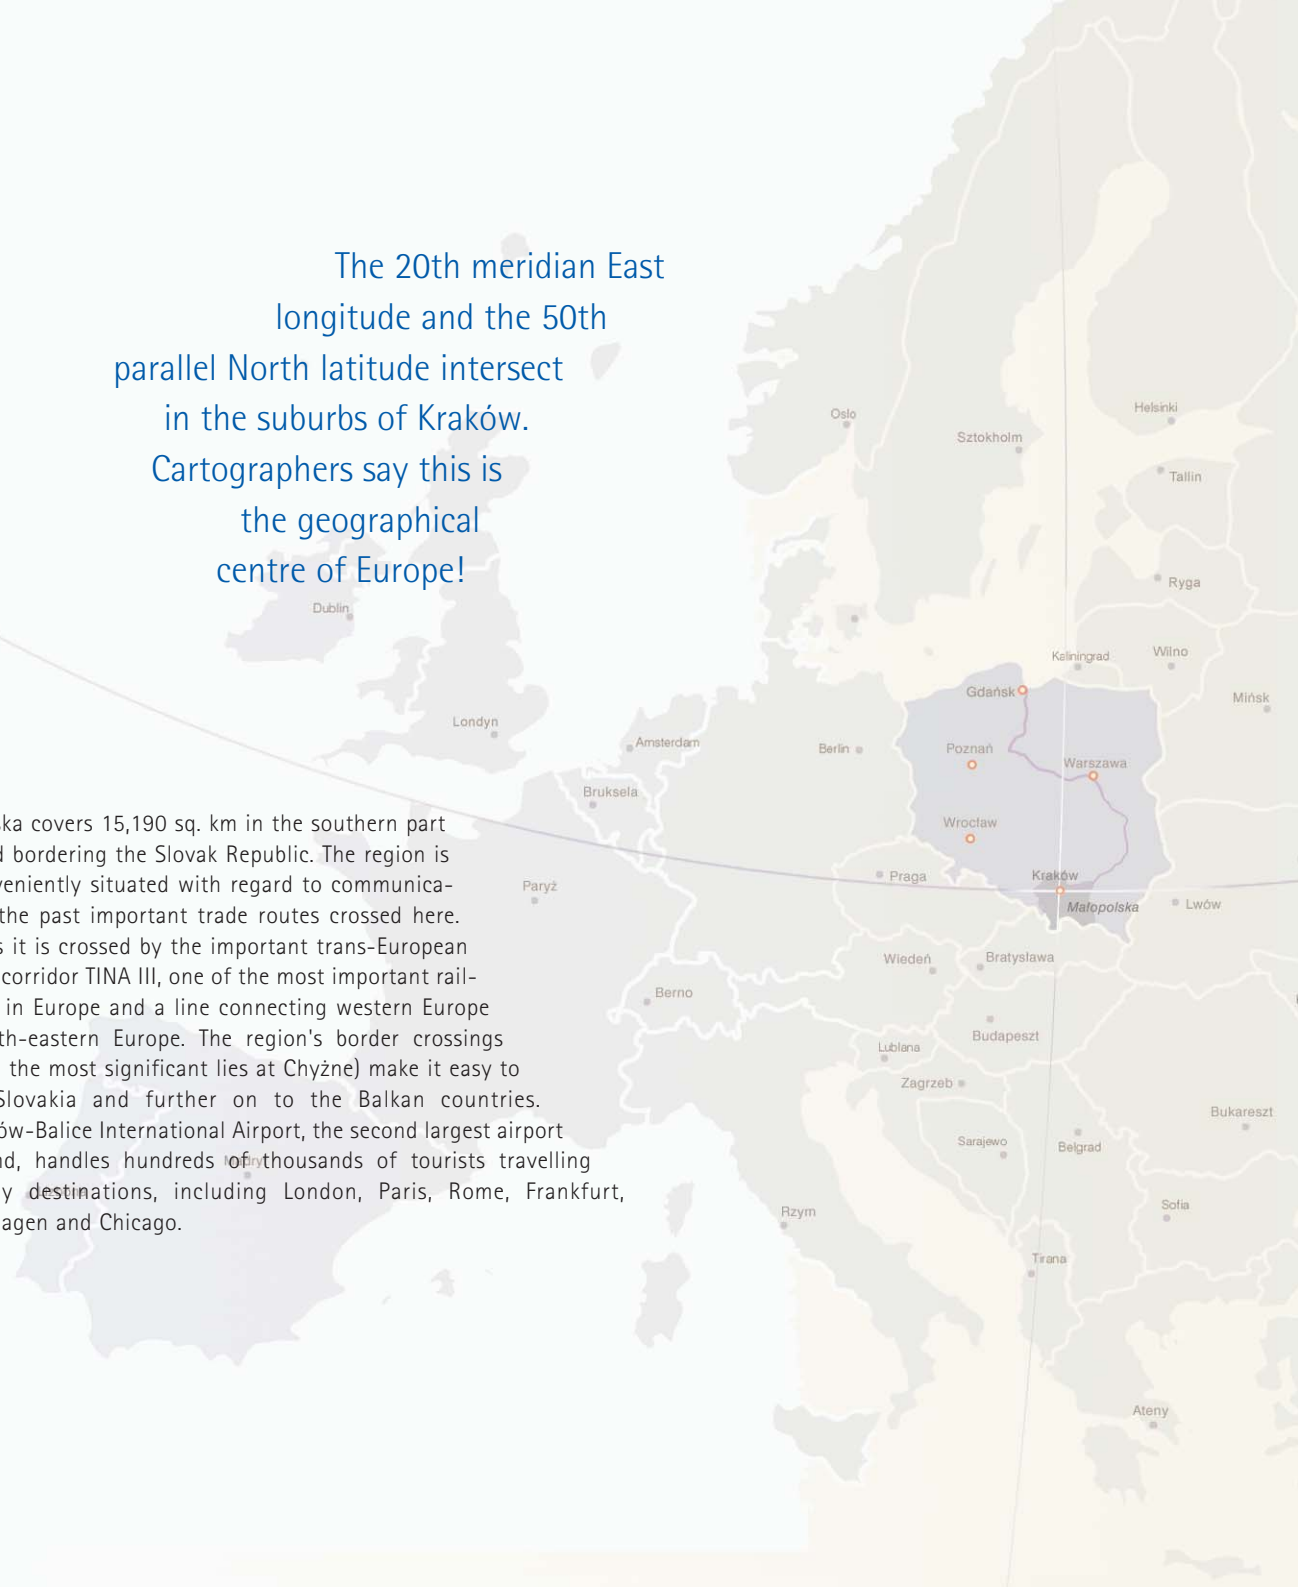 The 20th meridian East
longitude and the 50th
parallel North latitude intersect
in the suburbs of Kraków.
Cartographers say this is
the geographical
centre of Europe!
ska covers 15,190 sq. km in the southern part
d bordering the Slovak Republic. The region is
veniently situated with regard to communica-
the past important trade routes crossed here.
s it is crossed by the important trans-European
corridor TINA III, one of the most important rail-
in Europe and a line connecting western Europe
th-eastern Europe. The region's border crossings
the most significant lies at Chyżne) make it easy to
Slovakia and further on to the Balkan countries.
ów-Balice International Airport, the second largest airport
nd, handles hundreds of thousands of tourists travelling
y destinations, including London, Paris, Rome, Frankfurt,
agen and Chicago.
Oslo
Helsinki
Sztokholm
Tallin
Ryga
Dublin
Kaliningrad
Wilno
Gdańsk
Mińsk
Londyn
Amsterdam
Berlin
Poznań
Warszawa
Bruksela
Wrocław
Praga
Kraków
Paryż
Małopolska
Lwów
Wiedeń
Bratysława
Berno
Budapeszt
Lublana
Zagrzeb
Bukareszt
Sarajewo
Belgrad
Sofia
Rzym
Tirana
Ateny